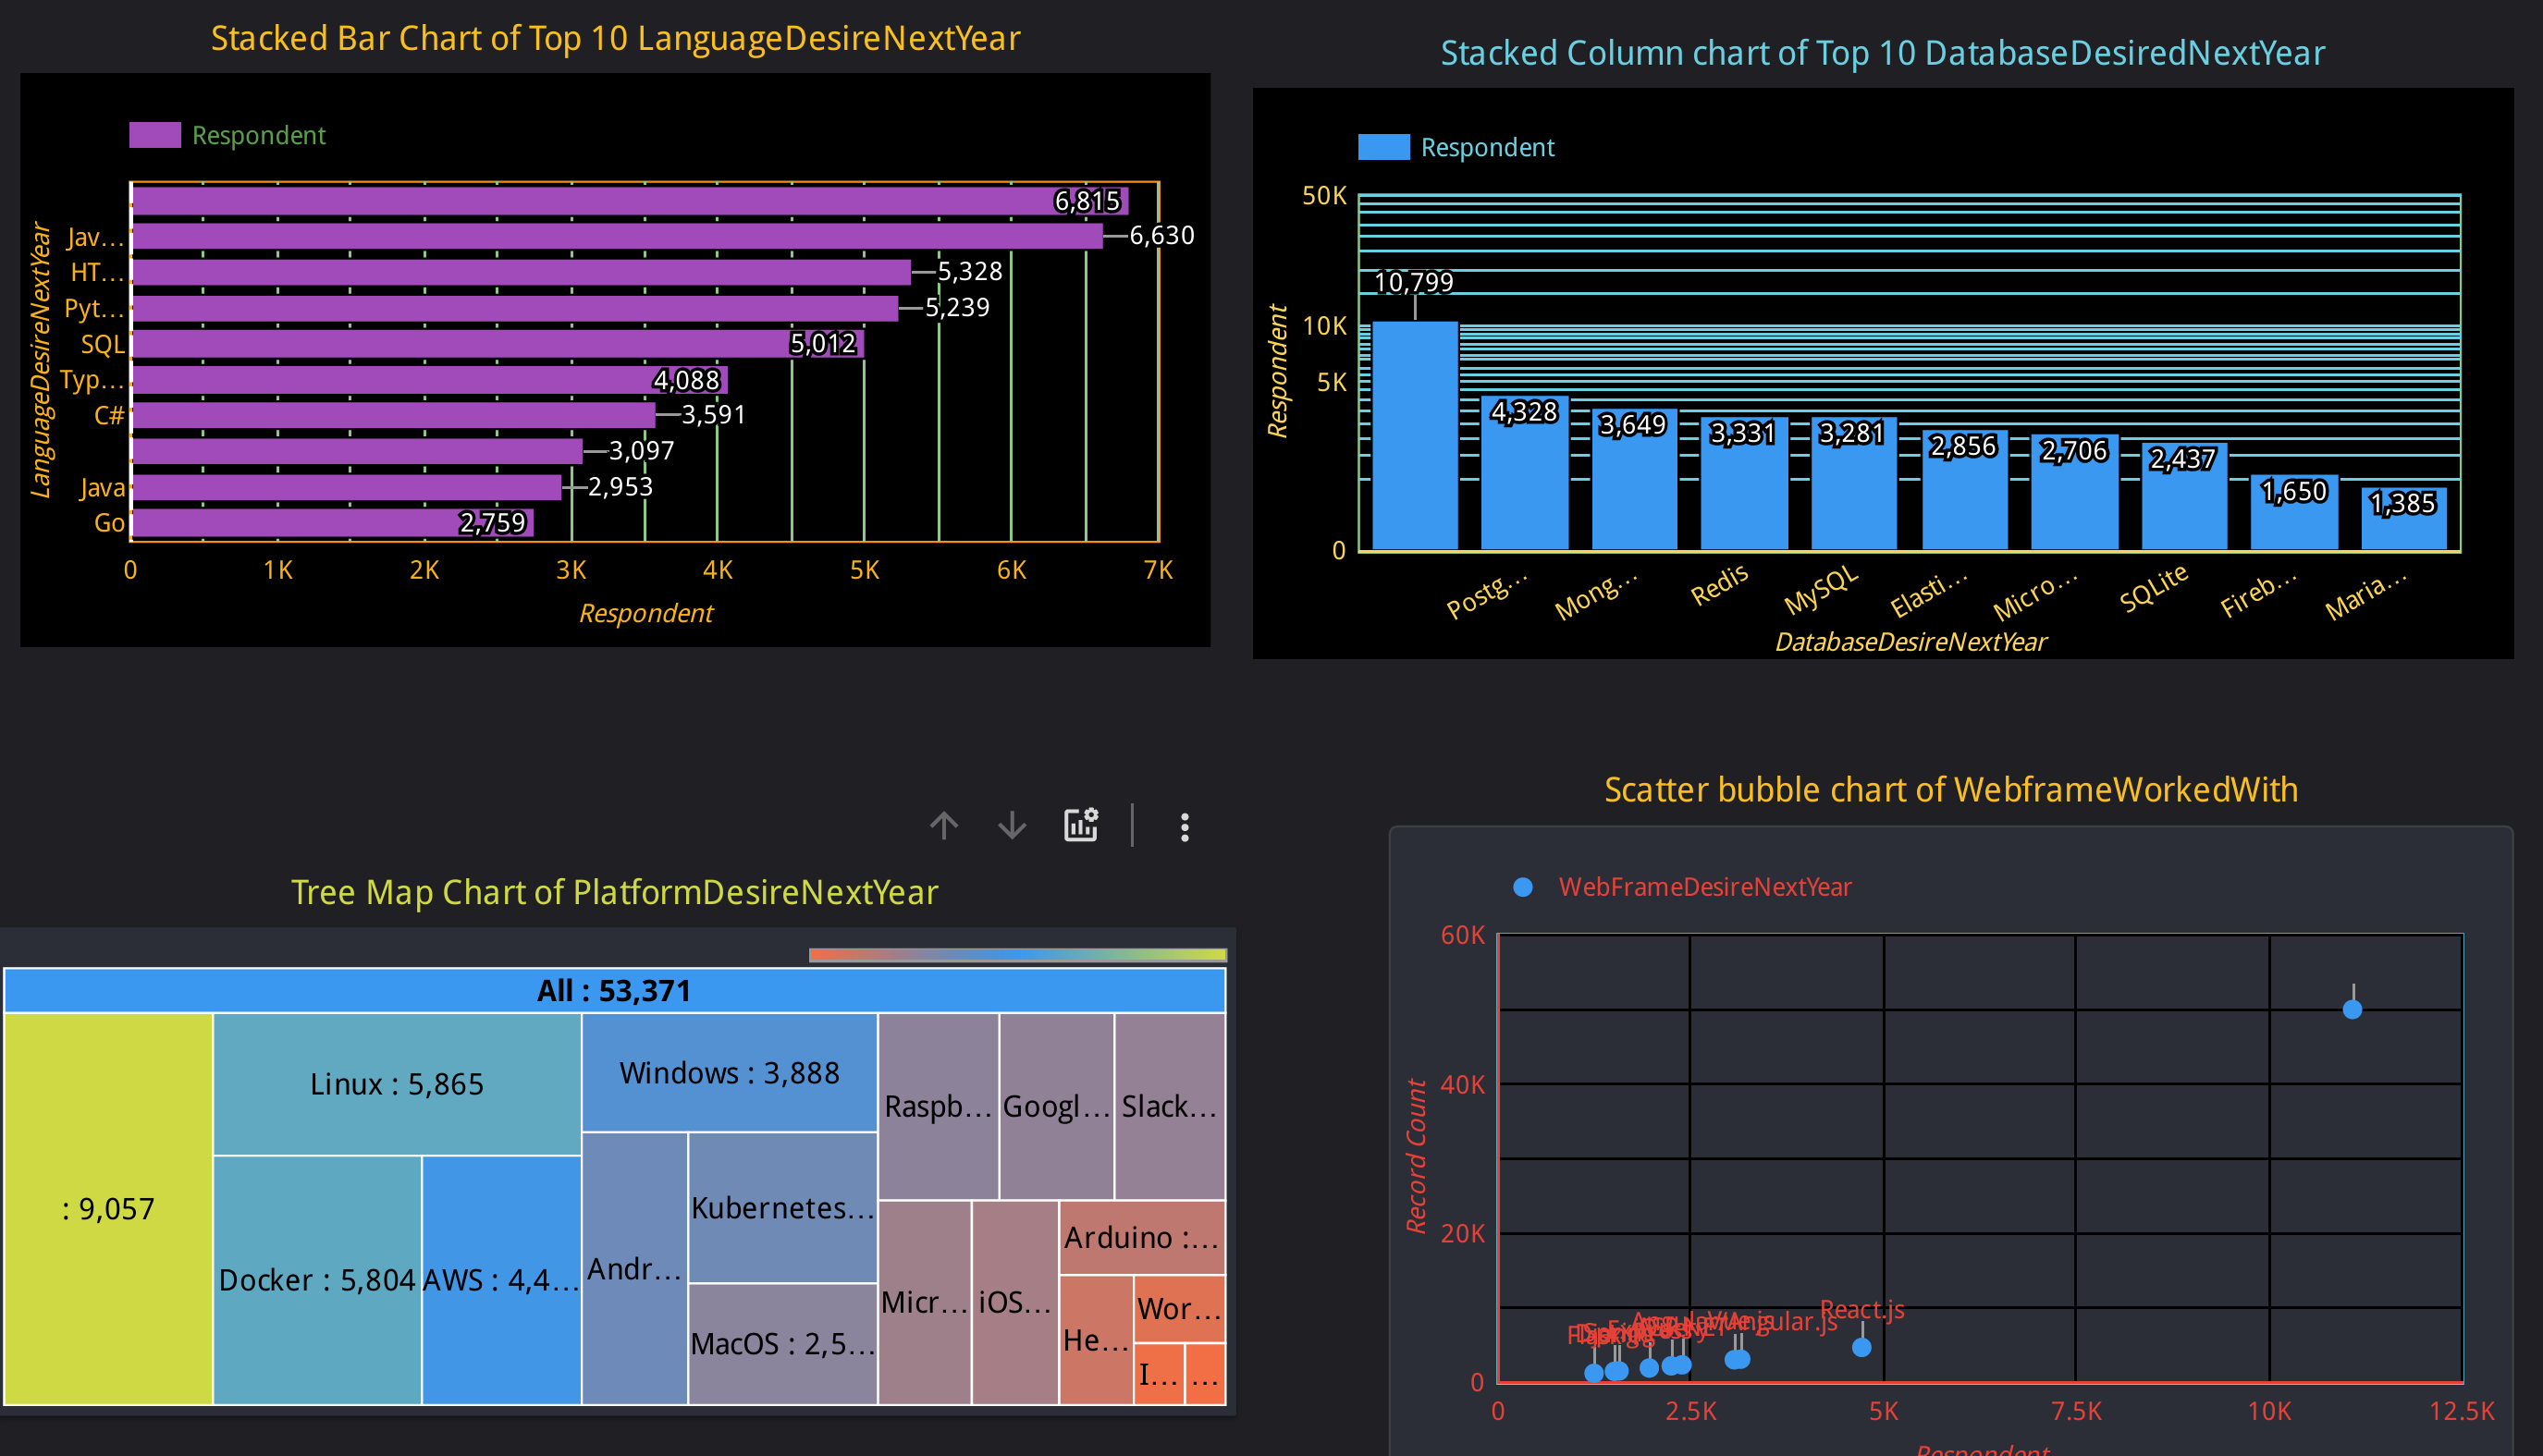 Stacked Bar Chart of Top 10 LanguageDesireNextYear
Respondent
LanguageDesireNextYear
6,815
Jav... 6,630
HT... 5,328
Pyt... 5,239
SQL 5,012
Typ... 4,088
C# 3,591
3,097
Java 2,953
Go 2,759
0 1K 2K 3K 4K 5K 6K 7K
Respondent
Stacked Column chart of Top 10 DatabaseDesiredNextYear
Respondent
Respondent
50K
10K
5K
0
10,799 4,328 3,649 3,331 3,281 2,856 2,706 2,437 1,650 1,385
Postg... Mong... Redis MySQL Elasti... Micro... SQLite Fireb... Maria...
DatabaseDesireNextYear
Tree Map Chart of PlatformDesireNextYear
All : 53,371
: 9,057
Linux : 5,865
Docker : 5,804
AWS : 4,4...
Windows : 3,888
Andr...
Kubernetes...
MacOS : 2,5...
Raspb...
Googl...
Slack...
Micr...
iOS...
Arduino :...
He...
Wor...
I...
...
Scatter bubble chart of WebframeWorkedWith
WebFrameDesireNextYear
Record Count
60K
40K
20K
0
React.js
0 2.5K 5K 7.5K 10K 12.5K
Respondent